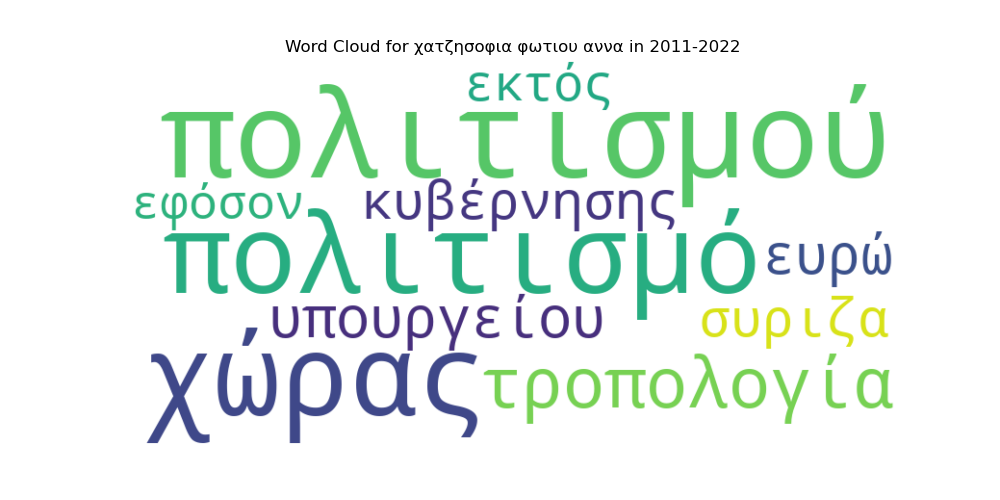 Word Cloud for χατζησοφια φωτιου αννα in 2011-2022
εκτός
πολιτισμού
εφόσον κυβέρνησης
πολιτισμό ευρώ
υπουργείου συριζα
χώρας τροπολογία